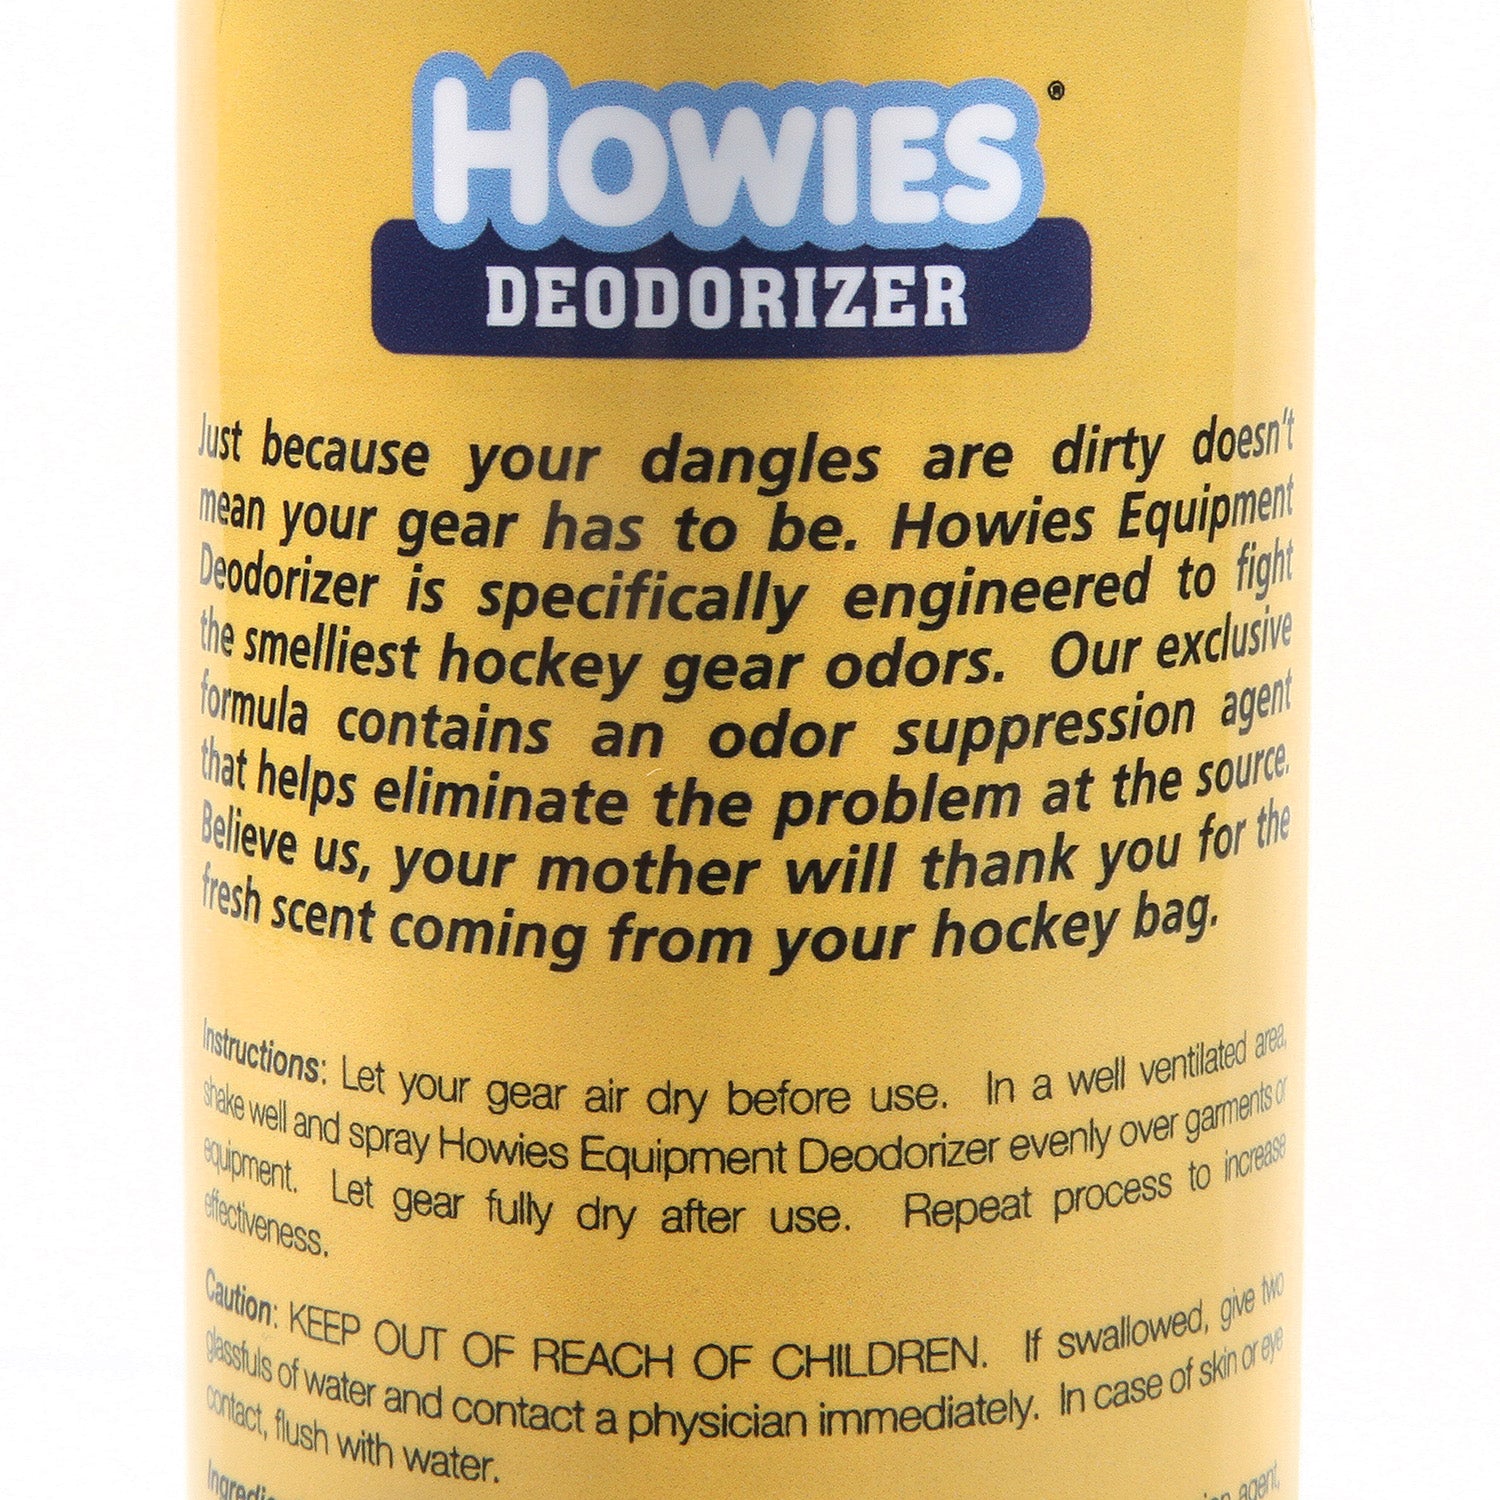 HOWIES®
DEODORIZER
Just because your dangles are dirty doesn't
mean your gear has to be. Howies Equipment
Deodorizer is specifically engineered to fight
the smelliest hockey gear odors. Our exclusive
formula contains an odor suppression agent
that helps eliminate the problem at the source.
Believe us, your mother will thank you for the
fresh scent coming from your hockey bag.
Instructions: Let your gear air dry before use. In a well ventilated area,
shake well and spray Howies Equipment Deodorizer evenly over garments or
equipment. Let gear fully dry after use. Repeat process to increase
effectiveness.
Caution: KEEP OUT OF REACH OF CHILDREN. If swallowed, give two
glassfuls of water and contact a physician immediately. In case of skin or eye
contact, flush with water.
agent,